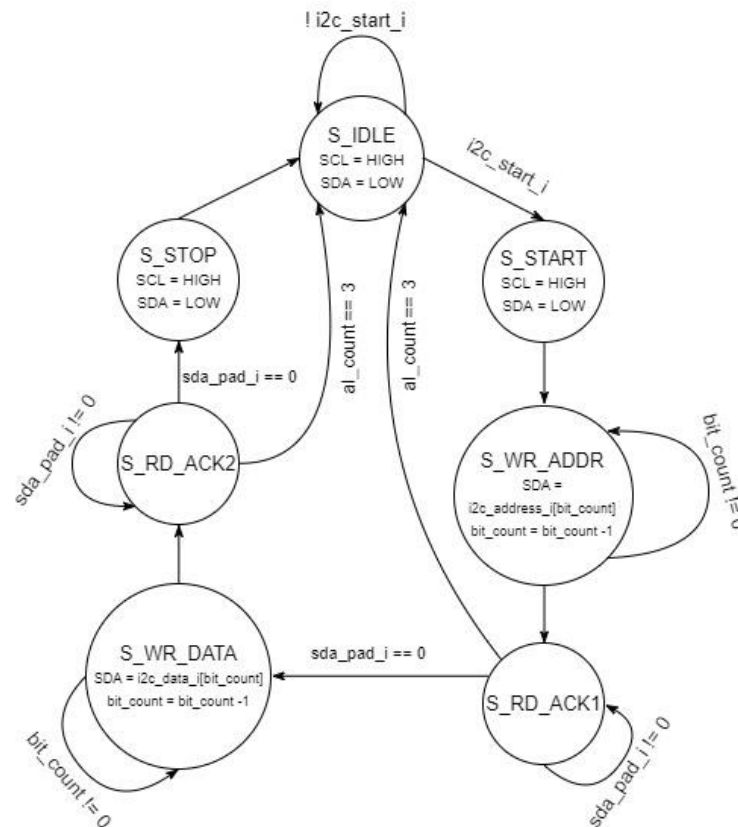 ! i2c_start_i
S_IDLE
SCL = HIGH
SDA = LOW
i2c_start_i
S_STOP
SCL = HIGH
SDA = LOW
S_START
SCL = HIGH
SDA = LOW
al_count == 3
al_count == 3
sda_pad_i == 0
sda_pad_i != 0
S_RD_ACK2
S_WR_ADDR
SDA =
i2c_address_i[bit_count]
bit_count = bit_count -1
bit_count != 0
S_WR_DATA
SDA = i2c_data_i[bit_count]
bit_count = bit_count -1
bit_count != 0
sda_pad_i == 0
S_RD_ACK1
sda_pad_i != 0